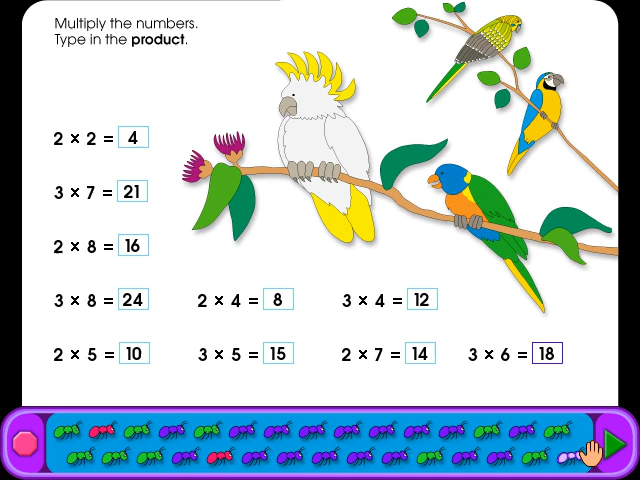 Multiply the numbers.
Type in the product.
2 × 2 = 4
3 × 7 = 21
2 × 8 = 16
3 × 8 = 24 2 × 4 = 8 3 × 4 = 12
2 × 5 = 10 3 × 5 = 15 2 × 7 = 14 3 × 6 = 18